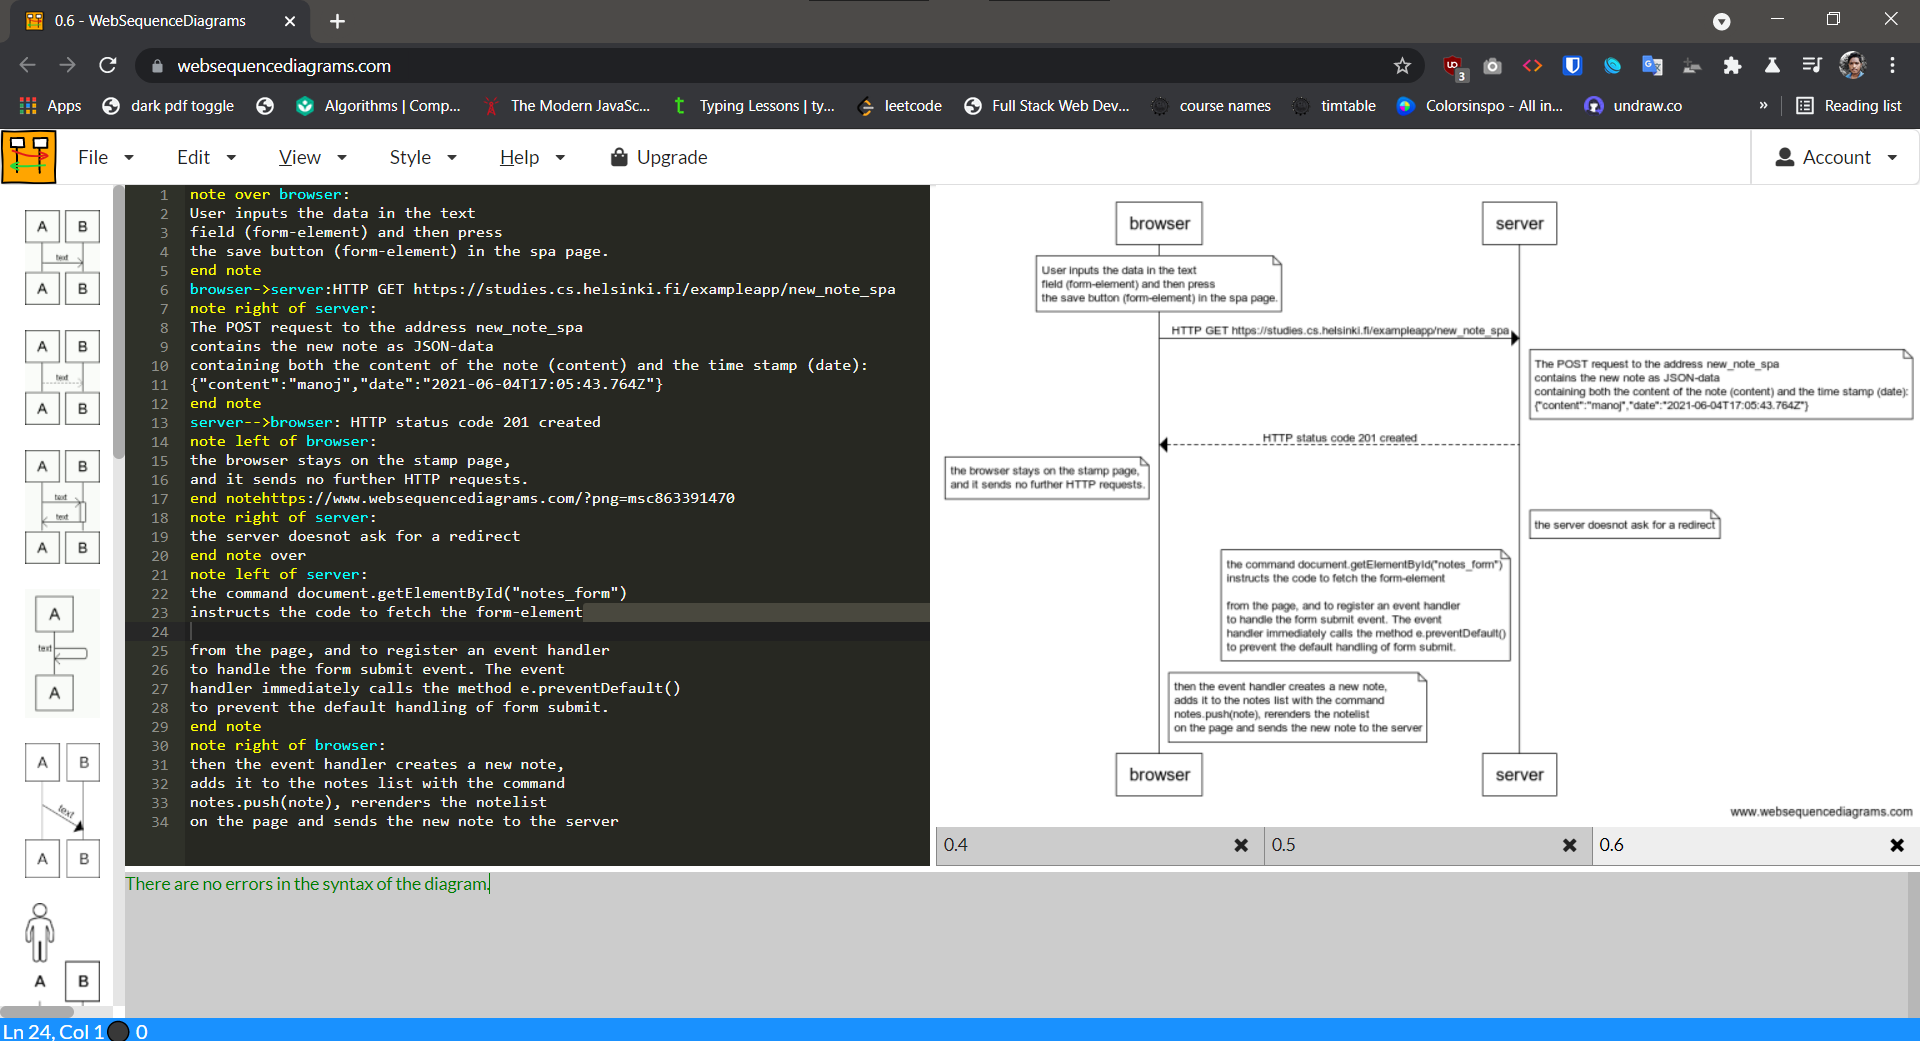 0.6 - WebSequenceDiagrams
websequencediagrams.com
3
Apps
dark pdf toggle
Algorithms | Comp...
The Modern JavaSc...
Typing Lessons | ty...
leetcode
Full Stack Web Dev...
course names
timtable
Colorsinspo - All in...
undraw.co
»
Reading list
File
Edit
View
Style
Help
Upgrade
Account
A B
text
A B
A B
text
A B
A B
text
text
A B
A
text
A
A B
text
A B
A B
1 note over browser:
2 User inputs the data in the text
3 field (form-element) and then press
4 the save button (form-element) in the spa page.
5 end note
6 browser->server:HTTP GET https://studies.cs.helsinki.fi/exampleapp/new_note_spa
7 note right of server:
8 The POST request to the address new_note_spa
9 contains the new note as JSON-data
10 containing both the content of the note (content) and the time stamp (date):
11 {"content":"manoj","date":"2021-06-04T17:05:43.764Z"}
12 end note
13 server-->browser: HTTP status code 201 created
14 note left of browser:
15 the browser stays on the stamp page,
16 and it sends no further HTTP requests.
17 end notehttps://www.websequencediagrams.com/?png=msc863391470
18 note right of server:
19 the server doesnot ask for a redirect
20 end note over
21 note left of server:
22 the command document.getElementById("notes_form")
23 instructs the code to fetch the form-element
24
25 from the page, and to register an event handler
26 to handle the form submit event. The event
27 handler immediately calls the method e.preventDefault()
28 to prevent the default handling of form submit.
29 end note
30 note right of browser:
31 then the event handler creates a new note,
32 adds it to the notes list with the command
33 notes.push(note), rerenders the notelist
34 on the page and sends the new note to the server
browser
server
User inputs the data in the text
field (form-element) and then press
the save button (form-element) in the spa page.
HTTP GET https://studies.cs.helsinki.fi/exampleapp/new_note_spa
The POST request to the address new_note_spa
contains the new note as JSON-data
containing both the content of the note (content) and the time stamp (date):
{"content":"manoj","date":"2021-06-04T17:05:43.764Z"}
HTTP status code 201 created
the browser stays on the stamp page,
and it sends no further HTTP requests.
the server doesnot ask for a redirect
the command document.getElementById("notes_form")
instructs the code to fetch the form-element
from the page, and to register an event handler
to handle the form submit event. The event
handler immediately calls the method e.preventDefault()
to prevent the default handling of form submit.
then the event handler creates a new note,
adds it to the notes list with the command
notes.push(note), rerenders the notelist
on the page and sends the new note to the server
browser
server
www.websequencediagrams.com
0.4
0.5
0.6
There are no errors in the syntax of the diagram.
Ln 24, Col 1 0